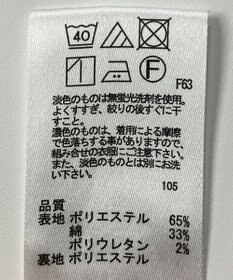 40
F
F63
淡色のものは無蛍光洗剤を使用。
よくすすぎ、絞りの後すぐに干
すこと。
濃色のものは、着用による摩擦
で色落ちする事がありますので、
組み合せの衣服にご注意下さい。
また、淡色のものとは別にお洗
い下さい。
105
品質
表地 ポリエステル 65%
綿 33%
ポリウレタン 2%
裏地 ポリエステル